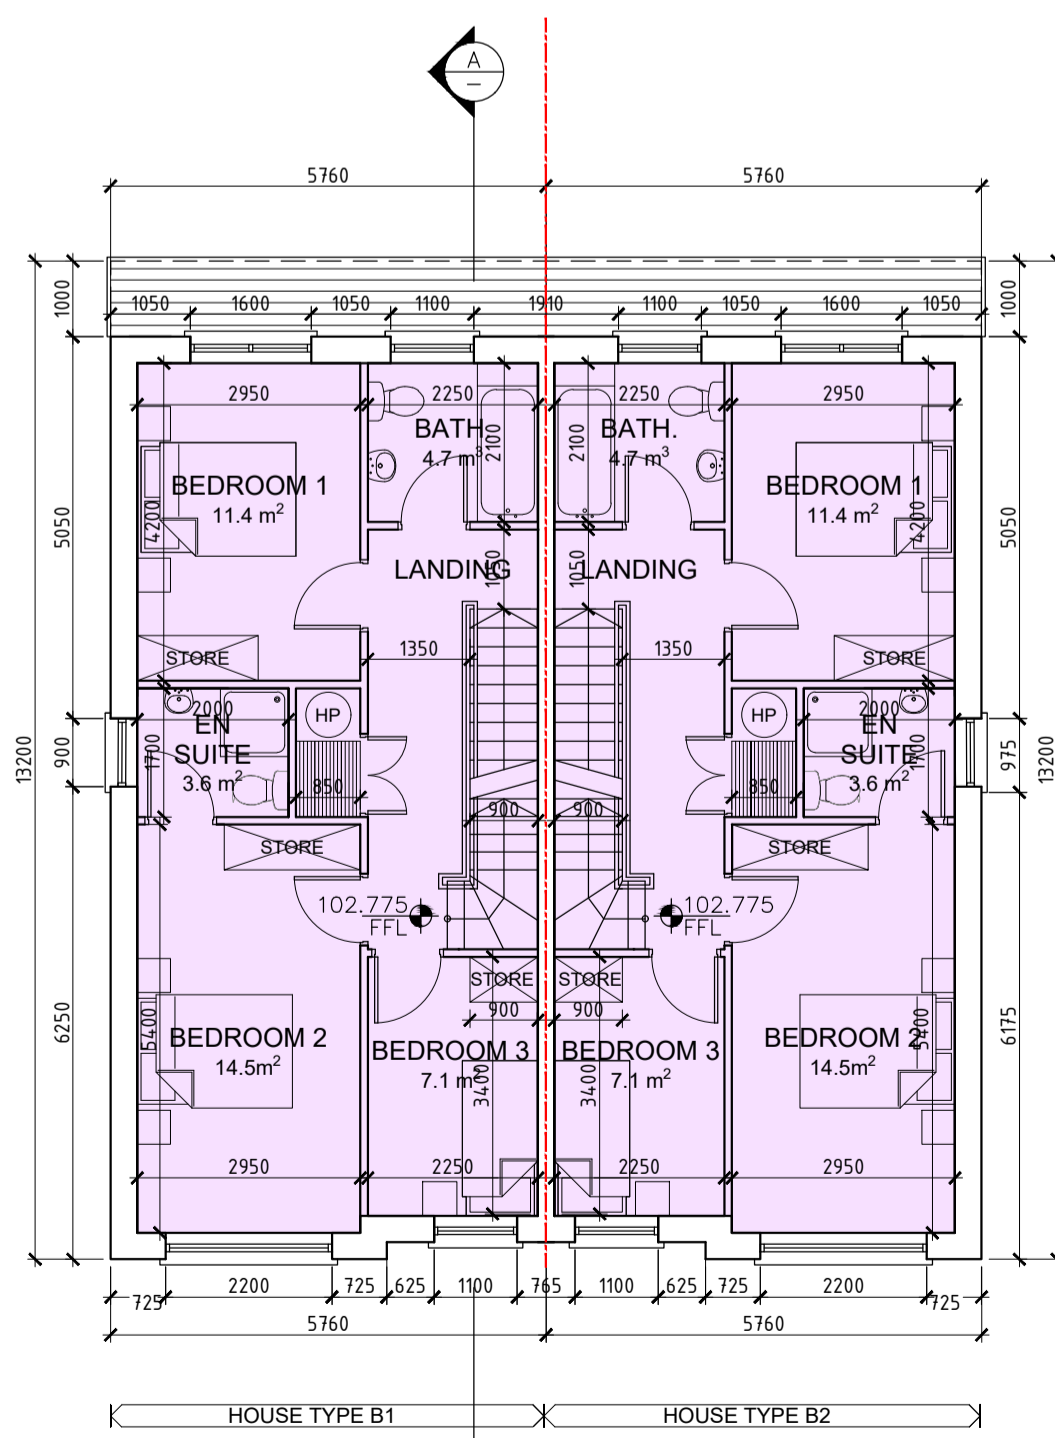 A
5760 5760
1000 1050 1600 1050 1100 1910 1100 1050 1600 1050 1000
2950 2250 2250 2950
BATH BATH.
4.7 m³ 2100 2100 4.7 m³
BEDROOM 1 BEDROOM 1
11.4 m² 11.4 m²
4200 4200
5050 5050
LANDING LANDING
1050 1050
1350 1350
STORE STORE
2000 HP HP 2000
EN EN
SUITE SUITE
3.6 m² 3.6 m²
1700 1700
13200 900 975 13200
850 850
900 900
STORE STORE
102.775 102.775
FFL FFL
STORE STORE
900 900
6250 6175
BEDROOM 2 BEDROOM 3 BEDROOM 3 BEDROOM 2
14.5m² 7.1 m² 7.1 m² 14.5m²
5400 3400 3400 5400
2950 2250 2250 2950
725 2200 725 625 1100 765 1100 625 725 2200 725
5760 5760
HOUSE TYPE B1 HOUSE TYPE B2